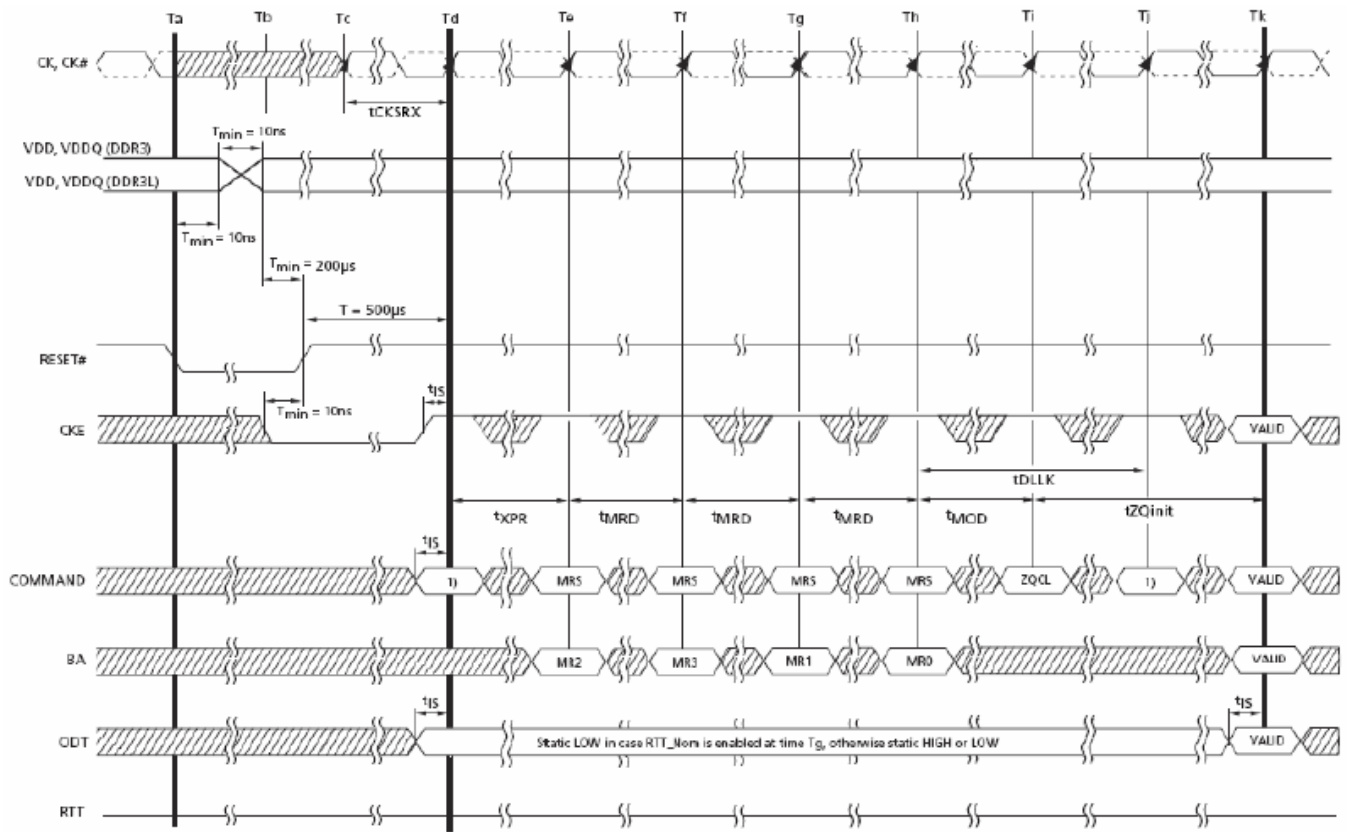 Ta Tb Tc Td Te Tf Tg Th Ti Tj Tk
CK, CK#
tCKSRX
Tmin = 10ns
VDD, VDDQ (DDR3)
VDD, VDDQ (DDR3L)
Tmin = 10ns
Tmin = 200µs
T = 500µs
RESET#
tIS
Tmin = 10ns
CKE VALID
tDLLK
tXPR tMRD tMRD tMRD tMOD tZQinit
tIS
COMMAND 1) MRS MRS MRS MRS ZQCL 1) VALID
BA MR2 MR3 MR1 MR0 VALID
tIS tIS
ODT Static LOW in case RTT_Nom is enabled at time Tg, otherwise static HIGH or LOW VALID
RTT